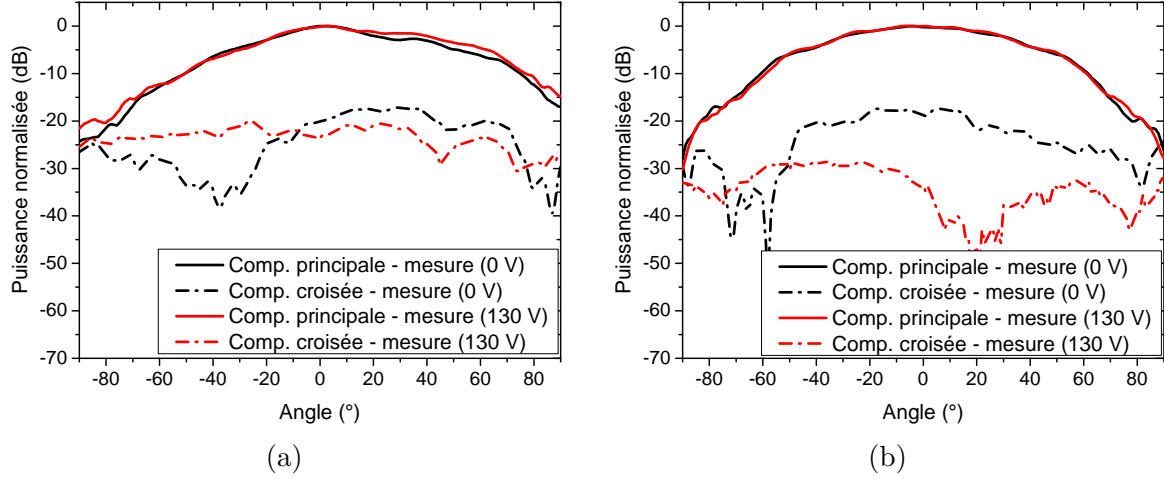 0
-10
-20
-30
-40
-50
-60
-70
Puissance normalisée (dB)
Comp. principale - mesure (0 V)
Comp. croisée - mesure (0 V)
Comp. principale - mesure (130 V)
Comp. croisée - mesure (130 V)
-80 -60 -40 -20 0 20 40 60 80
Angle (°)
(a)
0
-10
-20
-30
-40
-50
-60
-70
Puissance normalisée (dB)
Comp. principale - mesure (0 V)
Comp. croisée - mesure (0 V)
Comp. principale - mesure (130 V)
Comp. croisée - mesure (130 V)
-80 -60 -40 -20 0 20 40 60 80
Angle (°)
(b)